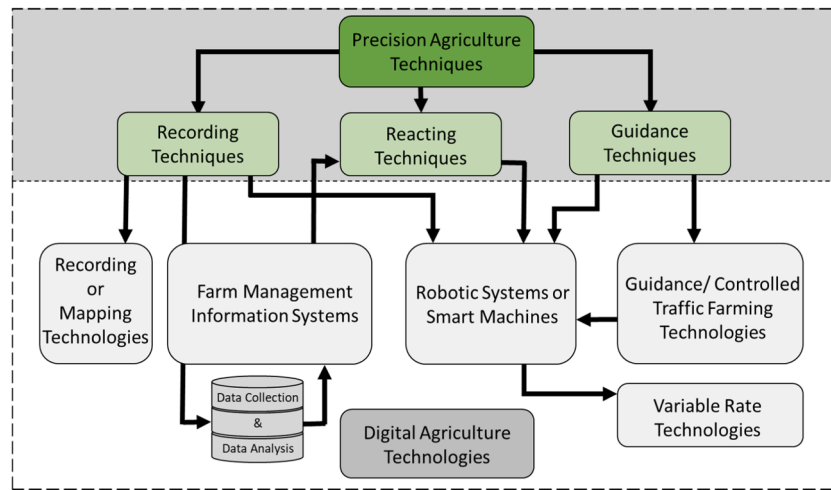 Precision Agriculture
Techniques
Recording
Techniques
Reacting
Techniques
Guidance
Techniques
Recording
or
Mapping
Technologies
Farm Management
Information Systems
Robotic Systems or
Smart Machines
Guidance/ Controlled
Traffic Farming
Technologies
Data Collection
&
Data Analysis
Digital Agriculture
Technologies
Variable Rate
Technologies